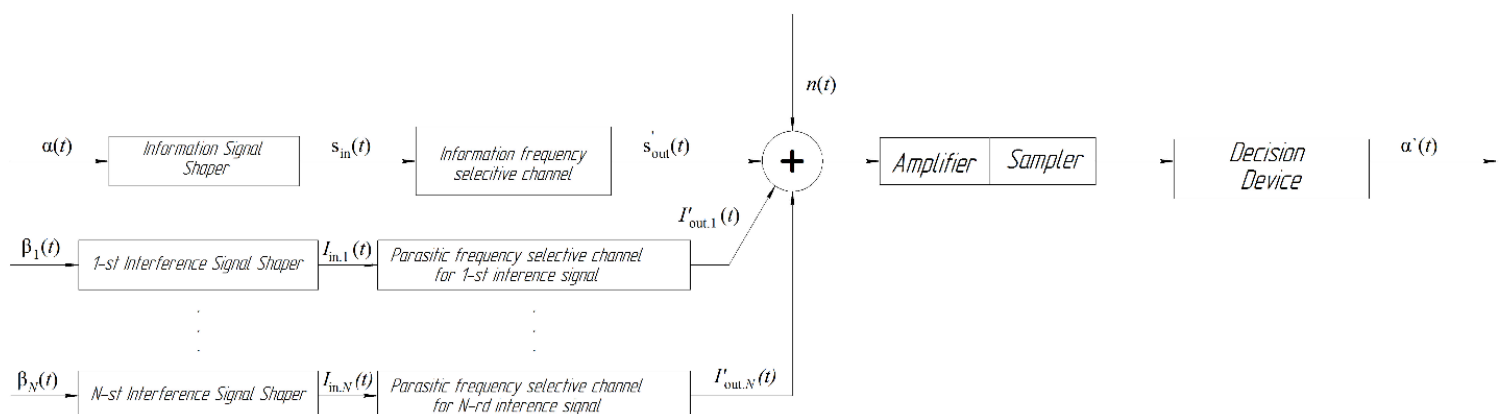 n(t)
α(t)
Information Signal
Shaper
s_in(t)
Information frequency
selecitive channel
s'_out(t)
+
Amplifier
Sampler
Decision
Device
α`(t)
I'_out.1(t)
β_1(t)
1-st Interference Signal Shaper
I_in.1(t)
Parasitic frequency selective channel
for 1-st inference signal
β_N(t)
N-st Interference Signal Shaper
I_in.N(t)
Parasitic frequency selective channel
for N-rd inference signal
I'_out.N(t)